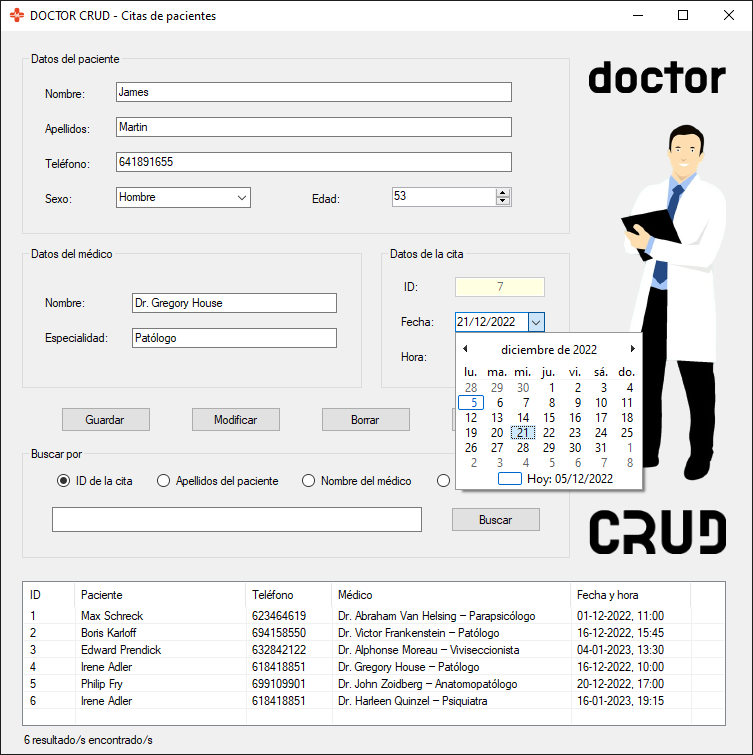 DOCTOR CRUD - Citas de pacientes
Datos del paciente
Nombre: James
Apellidos: Martin
Teléfono: 641891655
Sexo: Hombre Edad: 53
doctor
Datos del médico
Nombre: Dr. Gregory House
Especialidad: Patólogo
Datos de la cita
ID: 7
Fecha: 21/12/2022
Hora:
diciembre de 2022
lu. ma. mi. ju. vi. sá. do.
28 29 30 1 2 3 4
5 6 7 8 9 10 11
12 13 14 15 16 17 18
19 20 21 22 23 24 25
26 27 28 29 30 31 1
2 3 4 5 6 7 8
Hoy: 05/12/2022
Guardar Modificar Borrar
Buscar por
ID de la cita Apellidos del paciente Nombre del médico
Buscar
CRUD
ID Paciente Teléfono Médico Fecha y hora
1 Max Schreck 623464619 Dr. Abraham Van Helsing – Parapsicólogo 01-12-2022, 11:00
2 Boris Karloff 694158550 Dr. Victor Frankenstein – Patólogo 16-12-2022, 15:45
3 Edward Prendick 632842122 Dr. Alphonse Moreau – Viviseccionista 04-01-2023, 13:30
4 Irene Adler 618418851 Dr. Gregory House – Patólogo 16-12-2022, 10:00
5 Philip Fry 699109901 Dr. John Zoidberg – Anatomopatólogo 20-12-2022, 17:00
6 Irene Adler 618418851 Dr. Harleen Quinzel – Psiquiatra 16-01-2023, 19:15
6 resultado/s encontrado/s